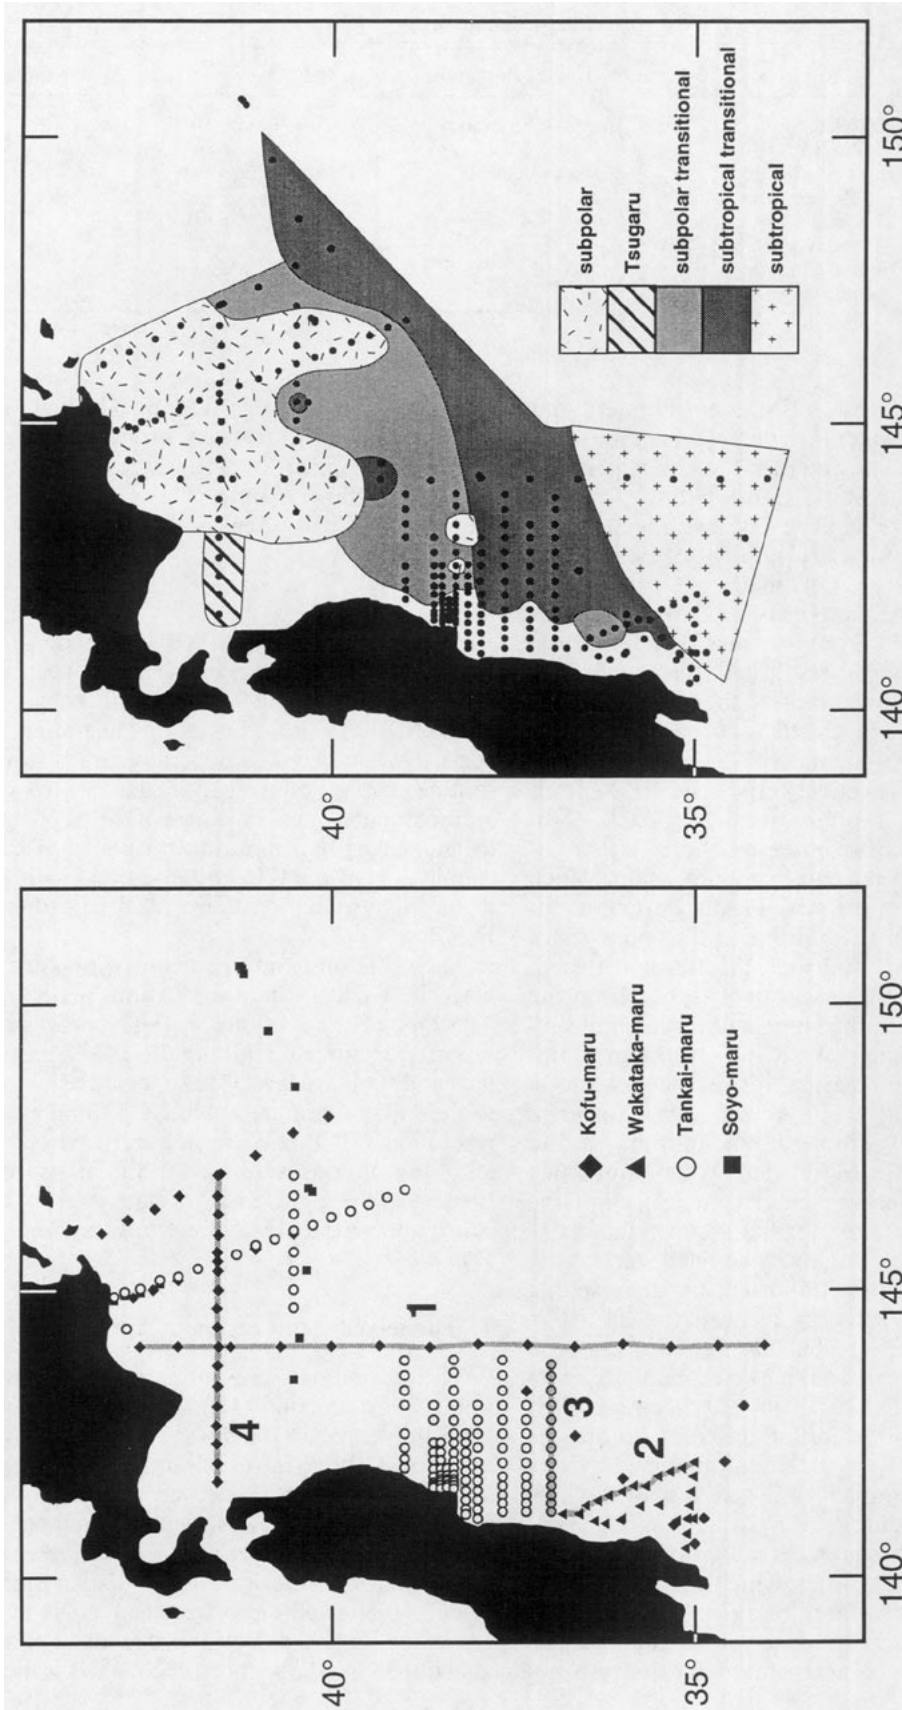 40°
35°
140°
145°
150°
1
2
3
4
Kofu-maru
Wakataka-maru
Tankai-maru
Soyo-maru
40°
35°
140°
145°
150°
subpolar
Tsugaru
subpolar transitional
subtropical transitional
subtropical